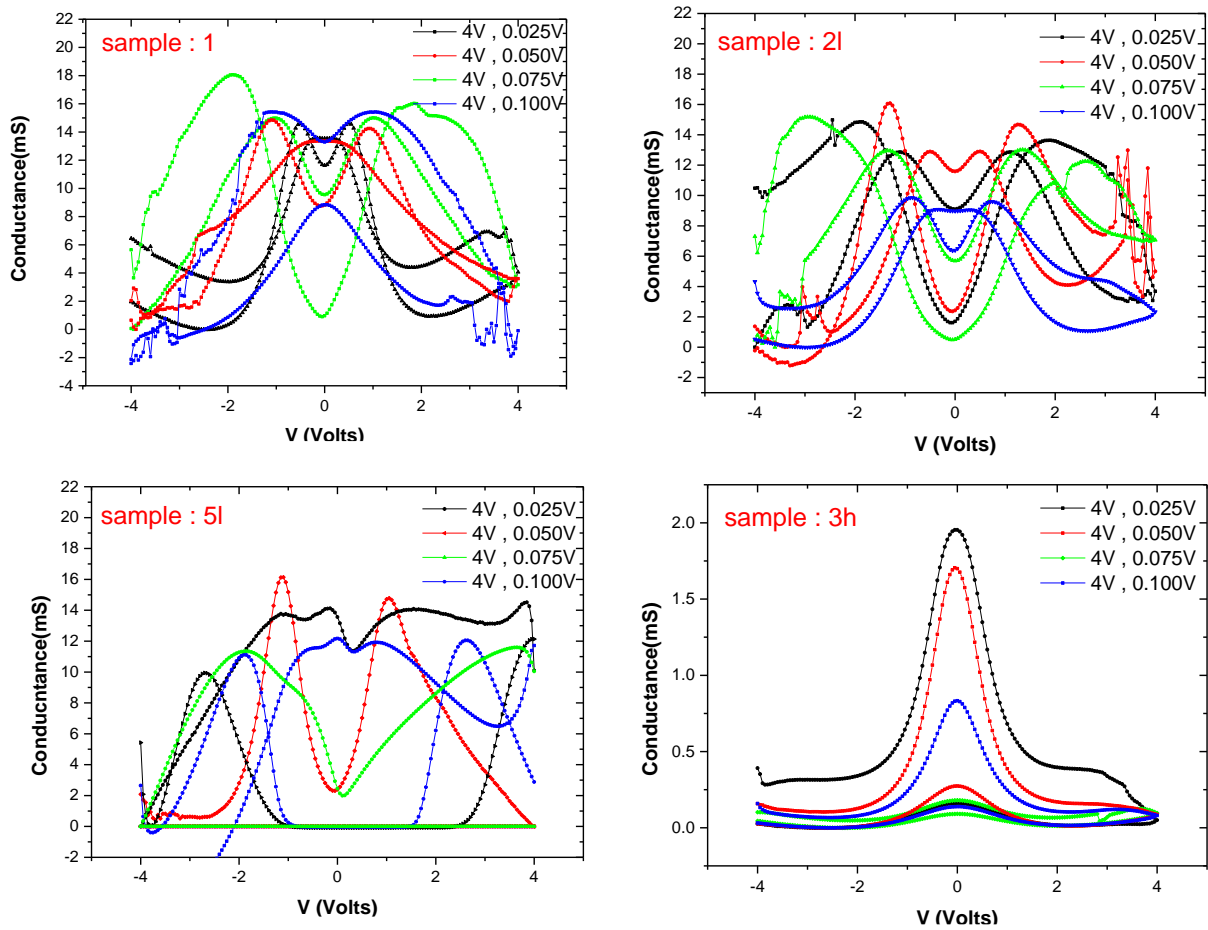 sample : 1
4V , 0.025V
4V , 0.050V
4V , 0.075V
4V , 0.100V
Conductance(mS)
22
20
18
16
14
12
10
8
6
4
2
0
-2
-4
-4
-2
0
2
4
V (Volts)
sample : 2l
4V , 0.025V
4V , 0.050V
4V , 0.075V
4V , 0.100V
Conductance(mS)
22
20
18
16
14
12
10
8
6
4
2
0
-2
-4
-2
0
2
4
V (Volts)
sample : 5l
4V , 0.025V
4V , 0.050V
4V , 0.075V
4V , 0.100V
Conducntance(mS)
22
20
18
16
14
12
10
8
6
4
2
0
-2
-4
-2
0
2
4
V (Volts)
sample : 3h
4V , 0.025V
4V , 0.050V
4V , 0.075V
4V , 0.100V
Conductance(mS)
2.0
1.5
1.0
0.5
0.0
-4
-2
0
2
4
V (Volts)